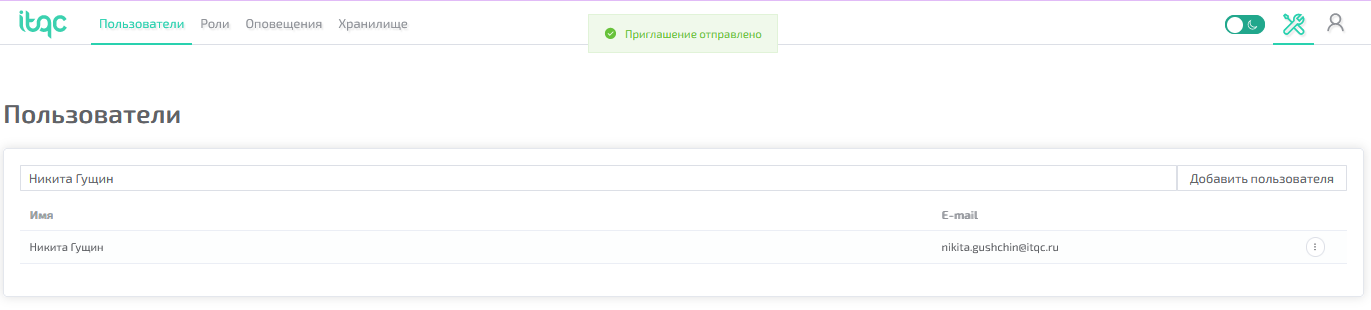 itqc Пользователи Роли Оповещения Хранилище
Приглашение отправлено
Пользователи
Никита Гущин Добавить пользователя
Имя E-mail
Никита Гущин nikita.gushchin@itqc.ru